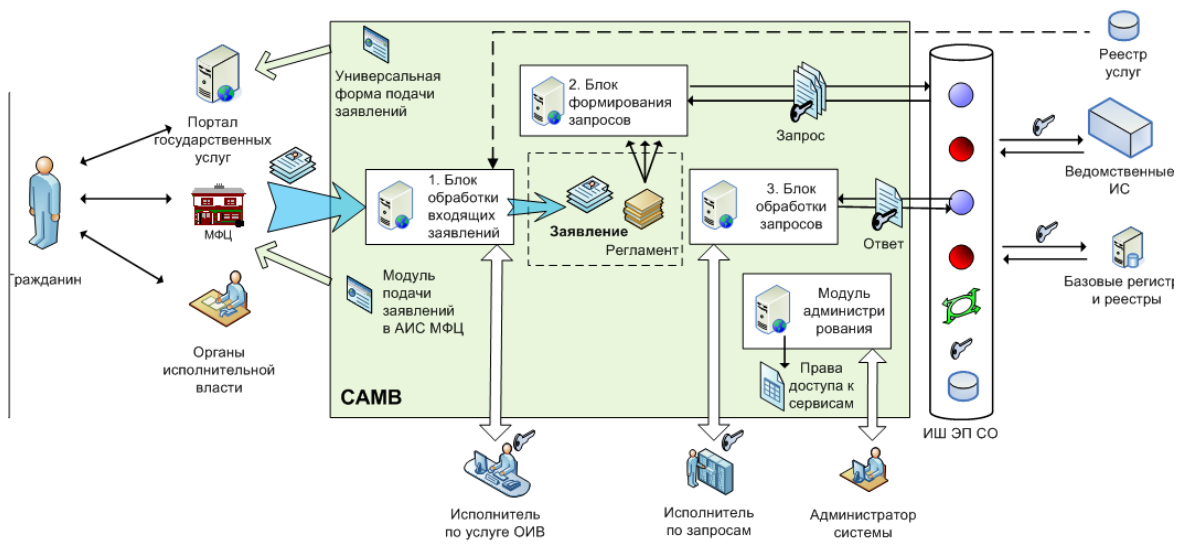 Гражданин
Портал
государственных
услуг
МФЦ
Органы
исполнительной
власти
Универсальная
форма подачи
заявлений
1. Блок
обработки
входящих
заявлений
Модуль
подачи
заявлений
в АИС МФЦ
2. Блок
формирования
запросов
Заявление
Регламент
Запрос
3. Блок
обработки
запросов
Ответ
Модуль
администри
рования
Права
доступа к
сервисам
САМВ
ИШ ЭП СО
Реестр
услуг
Ведомственные
ИС
Базовые регистр
и реестры
Исполнитель
по услуге ОИВ
Исполнитель
по запросам
Администратор
системы